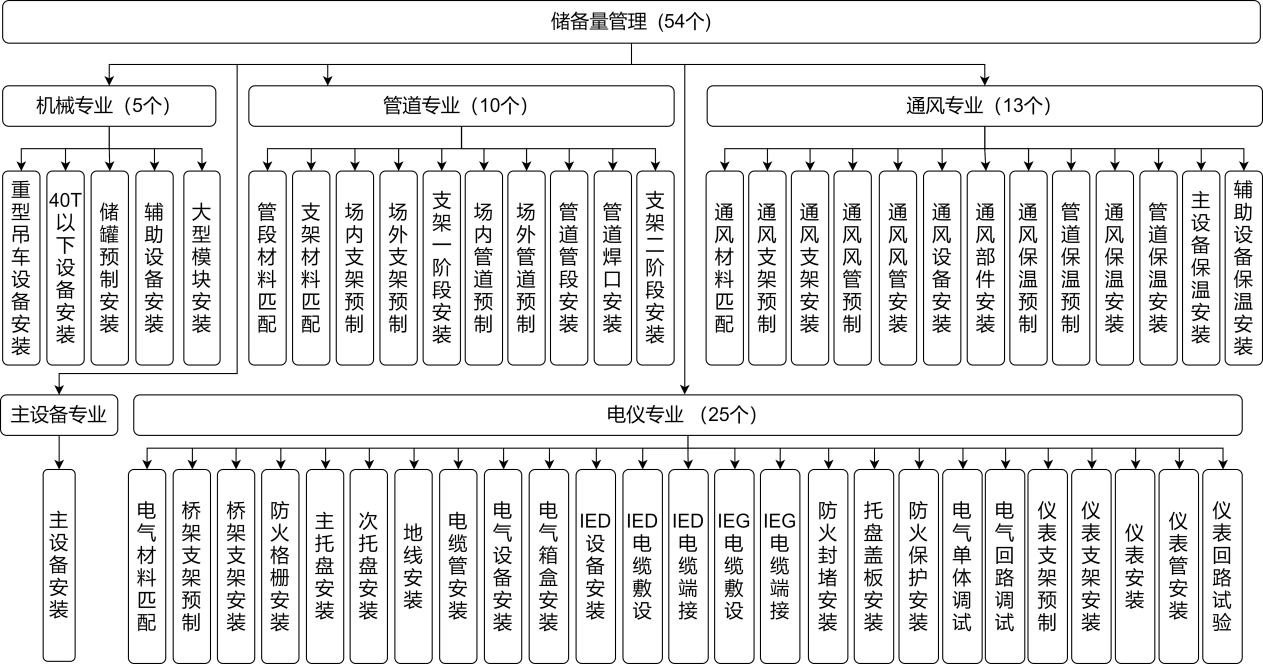 储备量管理 (54个)
机械专业（5个）
管道专业（10个）
通风专业（13个）
重型吊车设备安装
40T以下设备安装
储罐预制安装
辅助设备安装
大型模块安装
管段材料匹配
支架材料匹配
场内支架预制
场外支架预制
支架一阶段安装
场内管道预制
场外管道预制
管道管段安装
管道焊口安装
支架二阶段安装
通风材料匹配
通风支架预制
通风支架安装
通风风管预制
通风风管安装
通风设备安装
通风部件安装
通风保温预制
管道保温预制
通风保温安装
管道保温安装
主设备保温安装
辅助设备保温安装
主设备专业
电仪专业 （25个）
主设备安装
电气材料匹配
桥架支架预制
桥架支架安装
防火格栅安装
主托盘安装
次托盘安装
地线安装
电缆管安装
电气设备安装
电气箱盒安装
IED设备安装
IED电缆敷设
IED电缆端接
IEG电缆敷设
IEG电缆端接
防火封堵安装
托盘盖板安装
防火保护安装
电气单体调试
电气回路调试
仪表支架预制
仪表支架安装
仪表安装
仪表管安装
仪表回路试验